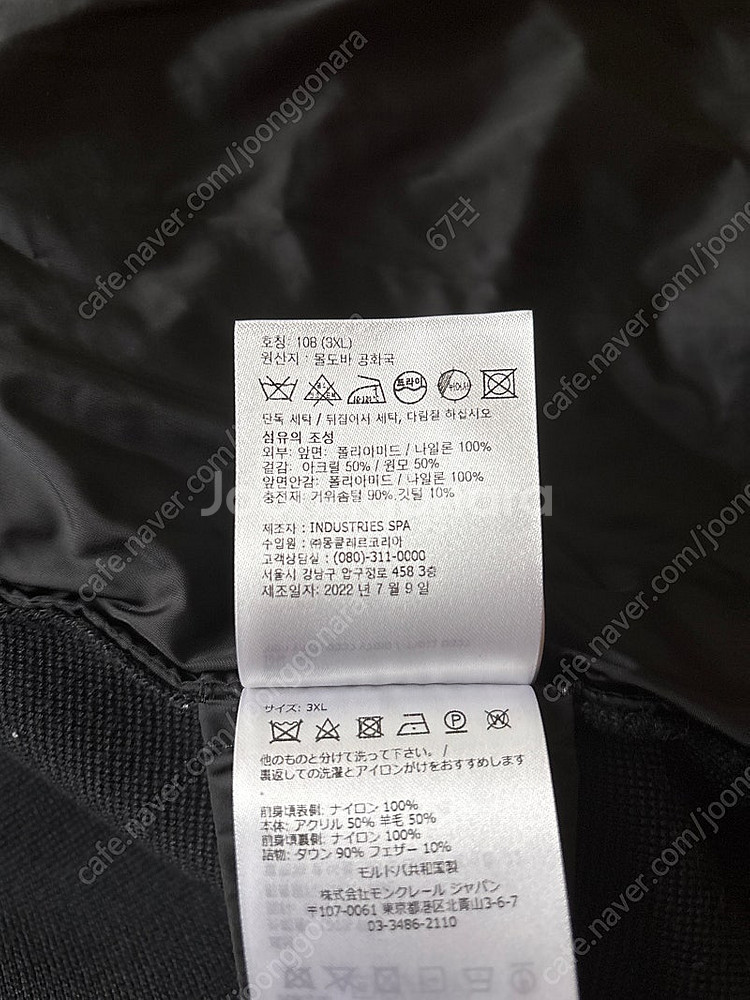 cafe.naver.com/joonggonara
67단
호칭: 108 (3XL)
원산지 : 몰도바 공화국
트라이
단독 세탁 / 뒤집어서 세탁, 다림질 하십시오
섬유의 조성
외부: 앞면: 폴리아미드 / 나일론 100%
겉감: 아크릴 50% / 원모 50%
앞면안감: 폴리아미드 / 나일론 100%
충전재: 거위솜털 90%.깃털 10%
Joonggonara
제조자 : INDUSTRIES SPA
수입원 : ㈜몽클레르코리아
고객상담실 : (080)-311-0000
서울시 강남구 압구정로 458 3층
제조일자: 2022 년 7 월 9 일
サイズ: 3XL
他のものと分けて洗って下さい。/
裏返しての洗濯とアイロンがけをおすすめします
前身頃表側: ナイロン 100%
本体: アクリル 50% 羊毛 50%
前身頃裏側: ナイロン 100%
詰物: ダウン 90% フェザー 10%
モルドバ共和国製
株式会社モンクレール ジャパン
〒107-0061 東京都港区北青山3-6-7
03-3486-2110